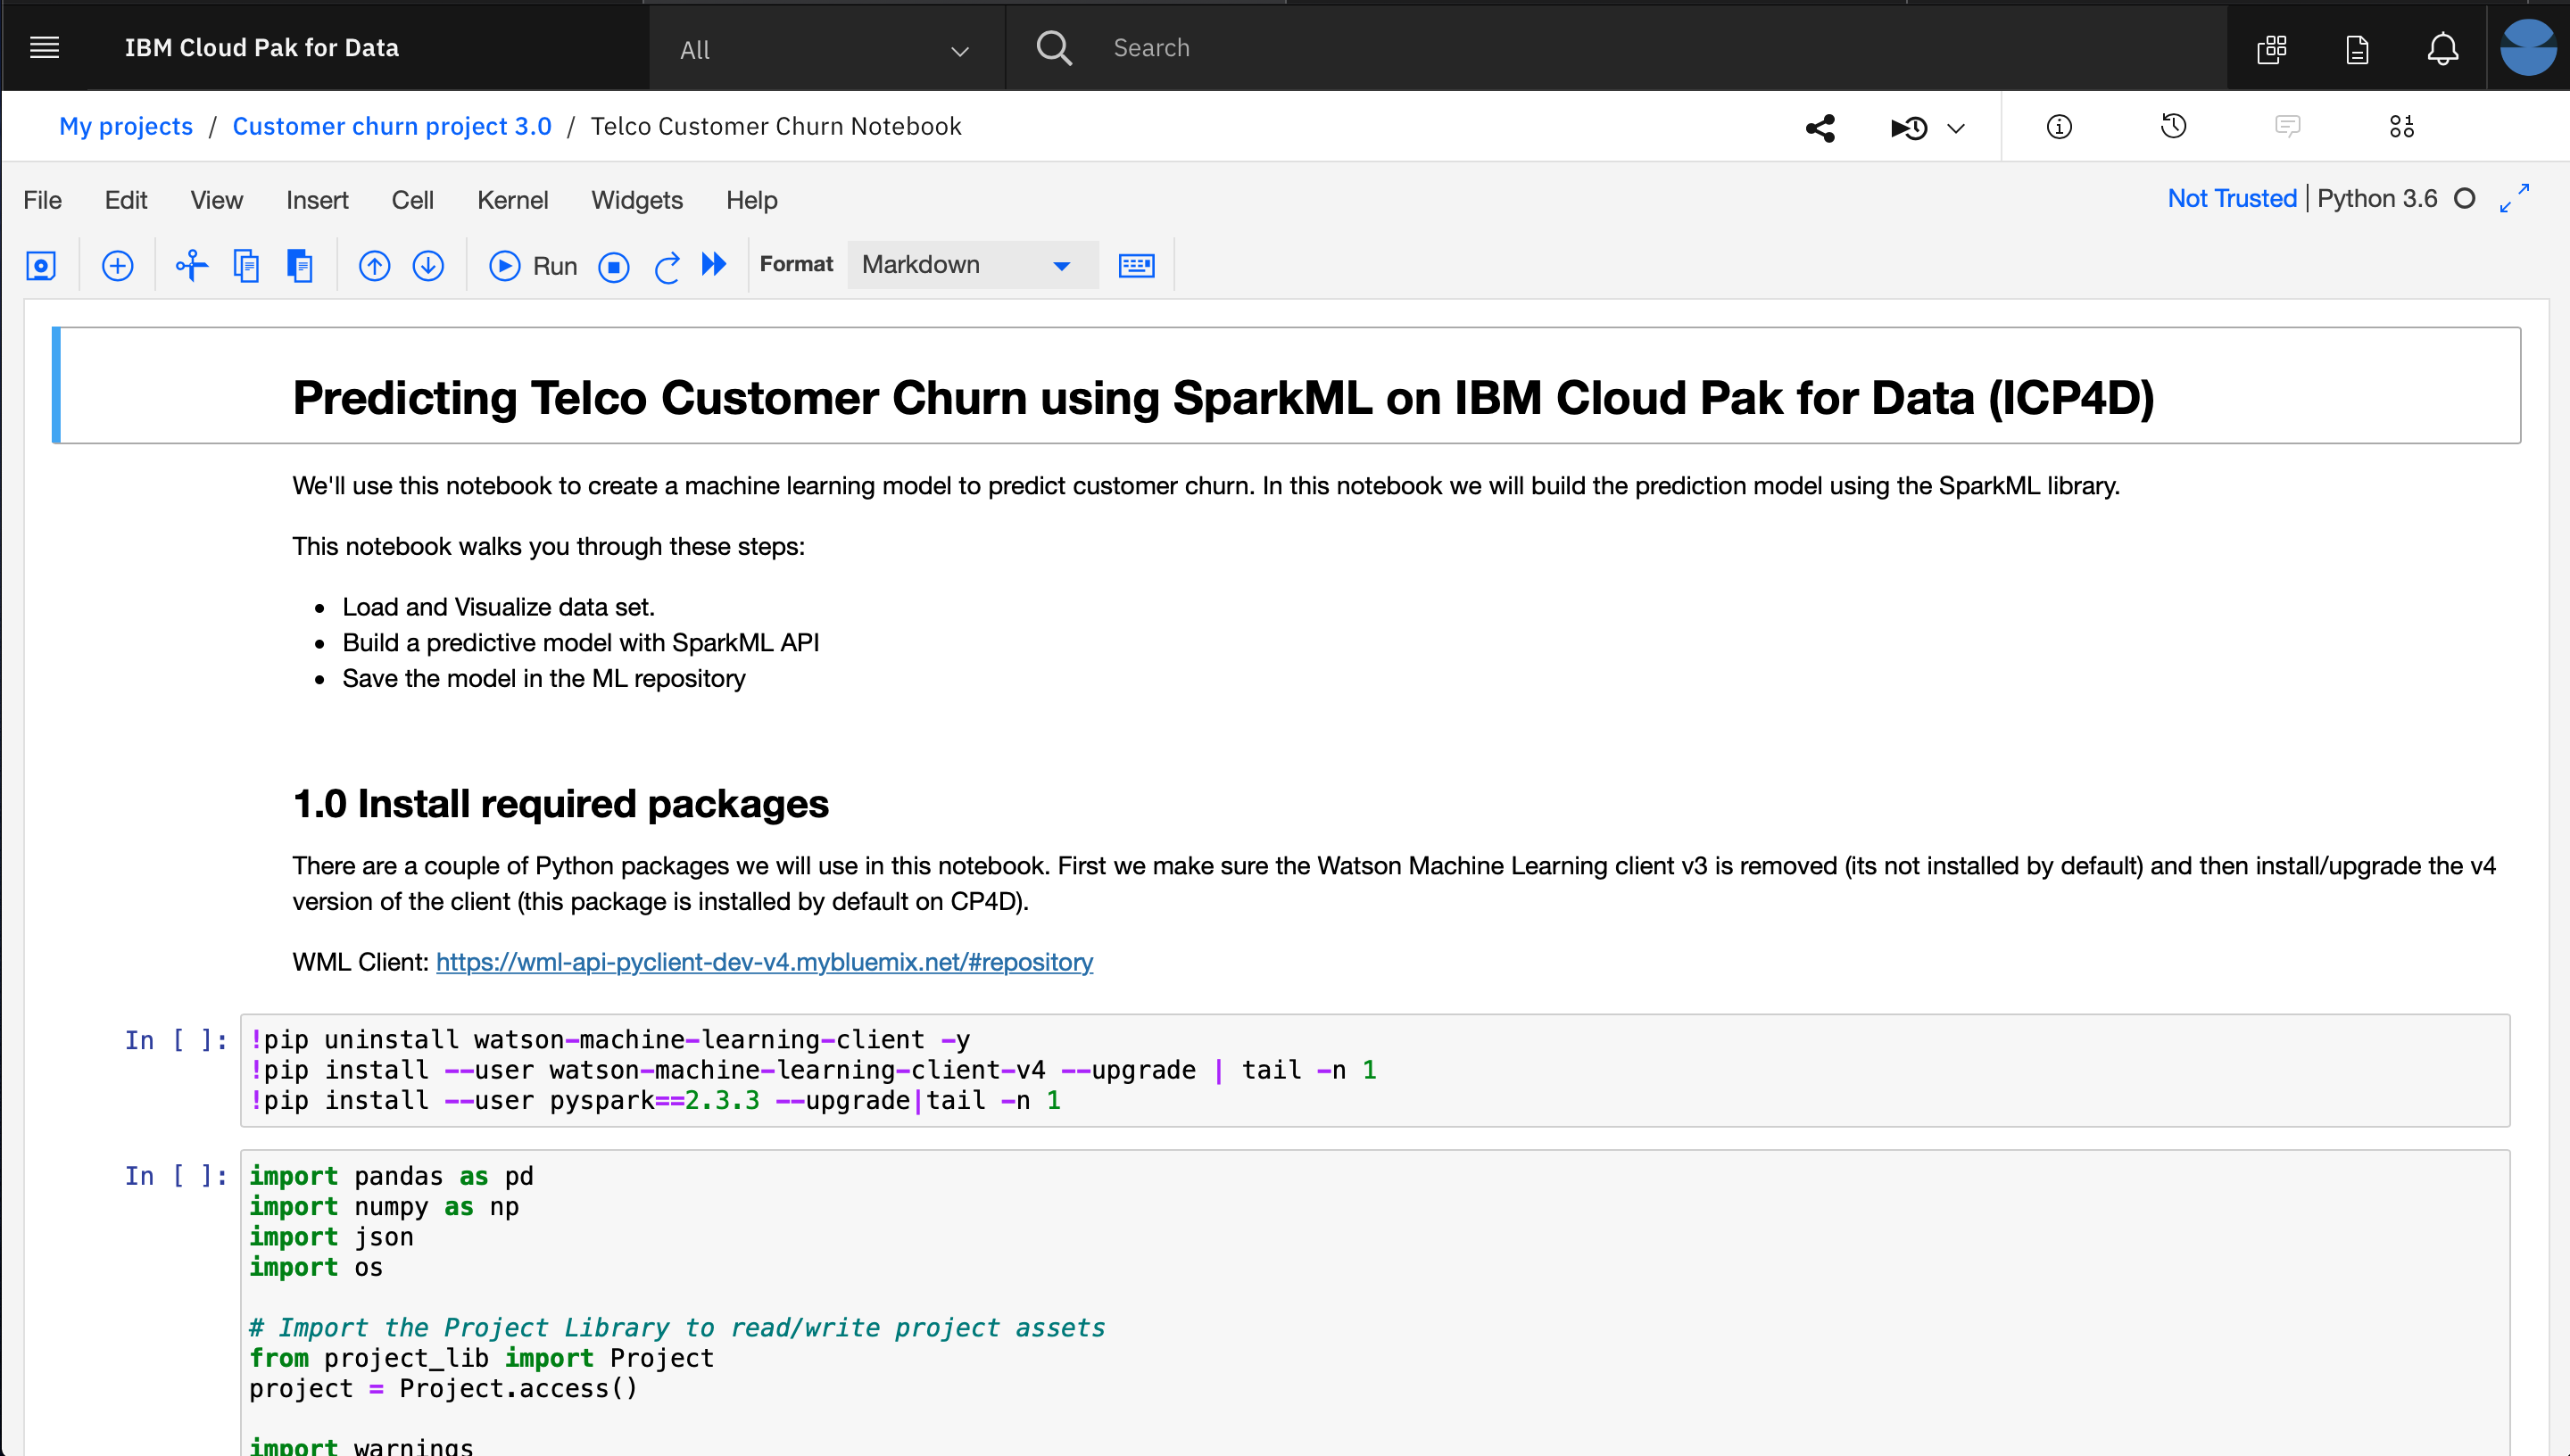 IBM Cloud Pak for Data
All
Search
My projects / Customer churn project 3.0 / Telco Customer Churn Notebook
File Edit View Insert Cell Kernel Widgets Help
Not Trusted | Python 3.6
Run
Format
Markdown
Predicting Telco Customer Churn using SparkML on IBM Cloud Pak for Data (ICP4D)
We'll use this notebook to create a machine learning model to predict customer churn. In this notebook we will build the prediction model using the SparkML library.
This notebook walks you through these steps:
• Load and Visualize data set.
• Build a predictive model with SparkML API
• Save the model in the ML repository
1.0 Install required packages
There are a couple of Python packages we will use in this notebook. First we make sure the Watson Machine Learning client v3 is removed (its not installed by default) and then install/upgrade the v4
version of the client (this package is installed by default on CP4D).
WML Client: https://wml-api-pyclient-dev-v4.mybluemix.net/#repository
In [ ]: !pip uninstall watson-machine-learning-client -y
!pip install --user watson-machine-learning-client-v4 --upgrade | tail -n 1
!pip install --user pyspark==2.3.3 --upgrade|tail -n 1
In [ ]: import pandas as pd
import numpy as np
import json
import os
# Import the Project Library to read/write project assets
from project_lib import Project
project = Project.access()
import warnings